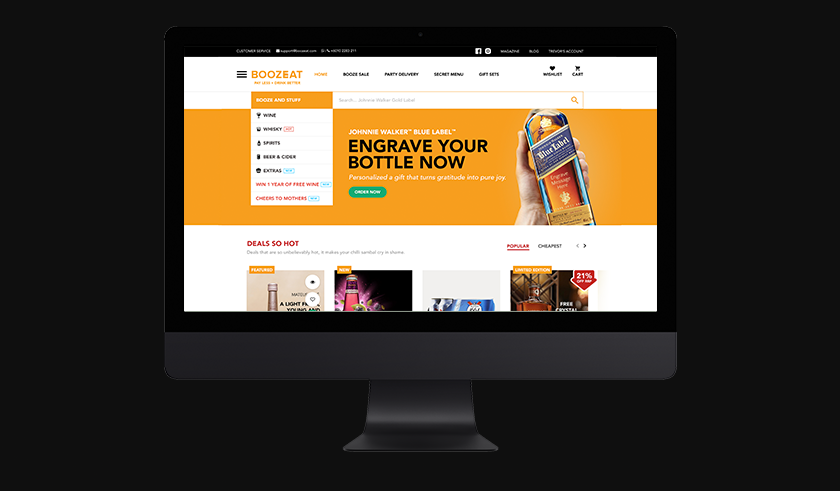 CUSTOMER SERVICE
support@boozeat.com
MAGAZINE BLOG TREVOR'S ACCOUNT
BOOZEAT
PAY LESS • DRINK BETTER
HOME BOOZE SALE PARTY DELIVERY SECRET MENU GIFT SETS WISHLIST CART
BOOZE AND STUFF
Search... Johnnie Walker Gold Label
WINE
WHISKY HOT
SPIRITS
BEER & CIDER
EXTRAS NEW
WIN 1 YEAR OF FREE WINE NEW
CHEERS TO MOTHERS NEW
JOHNNIE WALKER™ BLUE LABEL™
ENGRAVE YOUR
BOTTLE NOW
Personalized a gift that turns gratitude into pure joy.
ORDER NOW
Blue Label
Engrave
Message
Here
DEALS SO HOT
Deals that are so unbelievably hot, it makes your chilli sambal cry in shame.
POPULAR CHEAPEST
FEATURED
A LIGHT
YOUNG AND
NEW
LIMITED EDITION
21%
OFF RRP
FREE
CRYSTAL